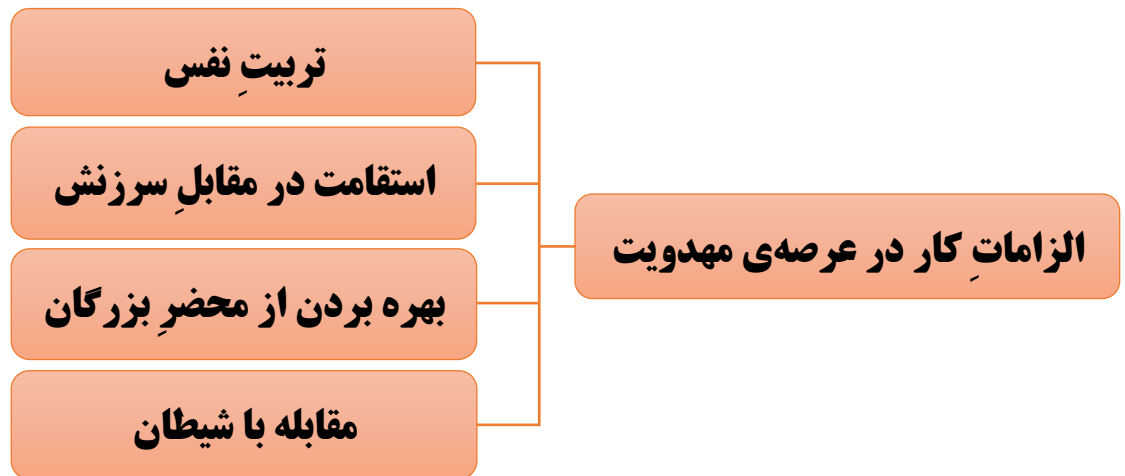 الزاماتِ کار در عرصه‌ی مهدویت
تربیتِ نفس
استقامت در مقابلِ سرزنش
بهره بردن از محضرِ بزرگان
مقابله با شیطان